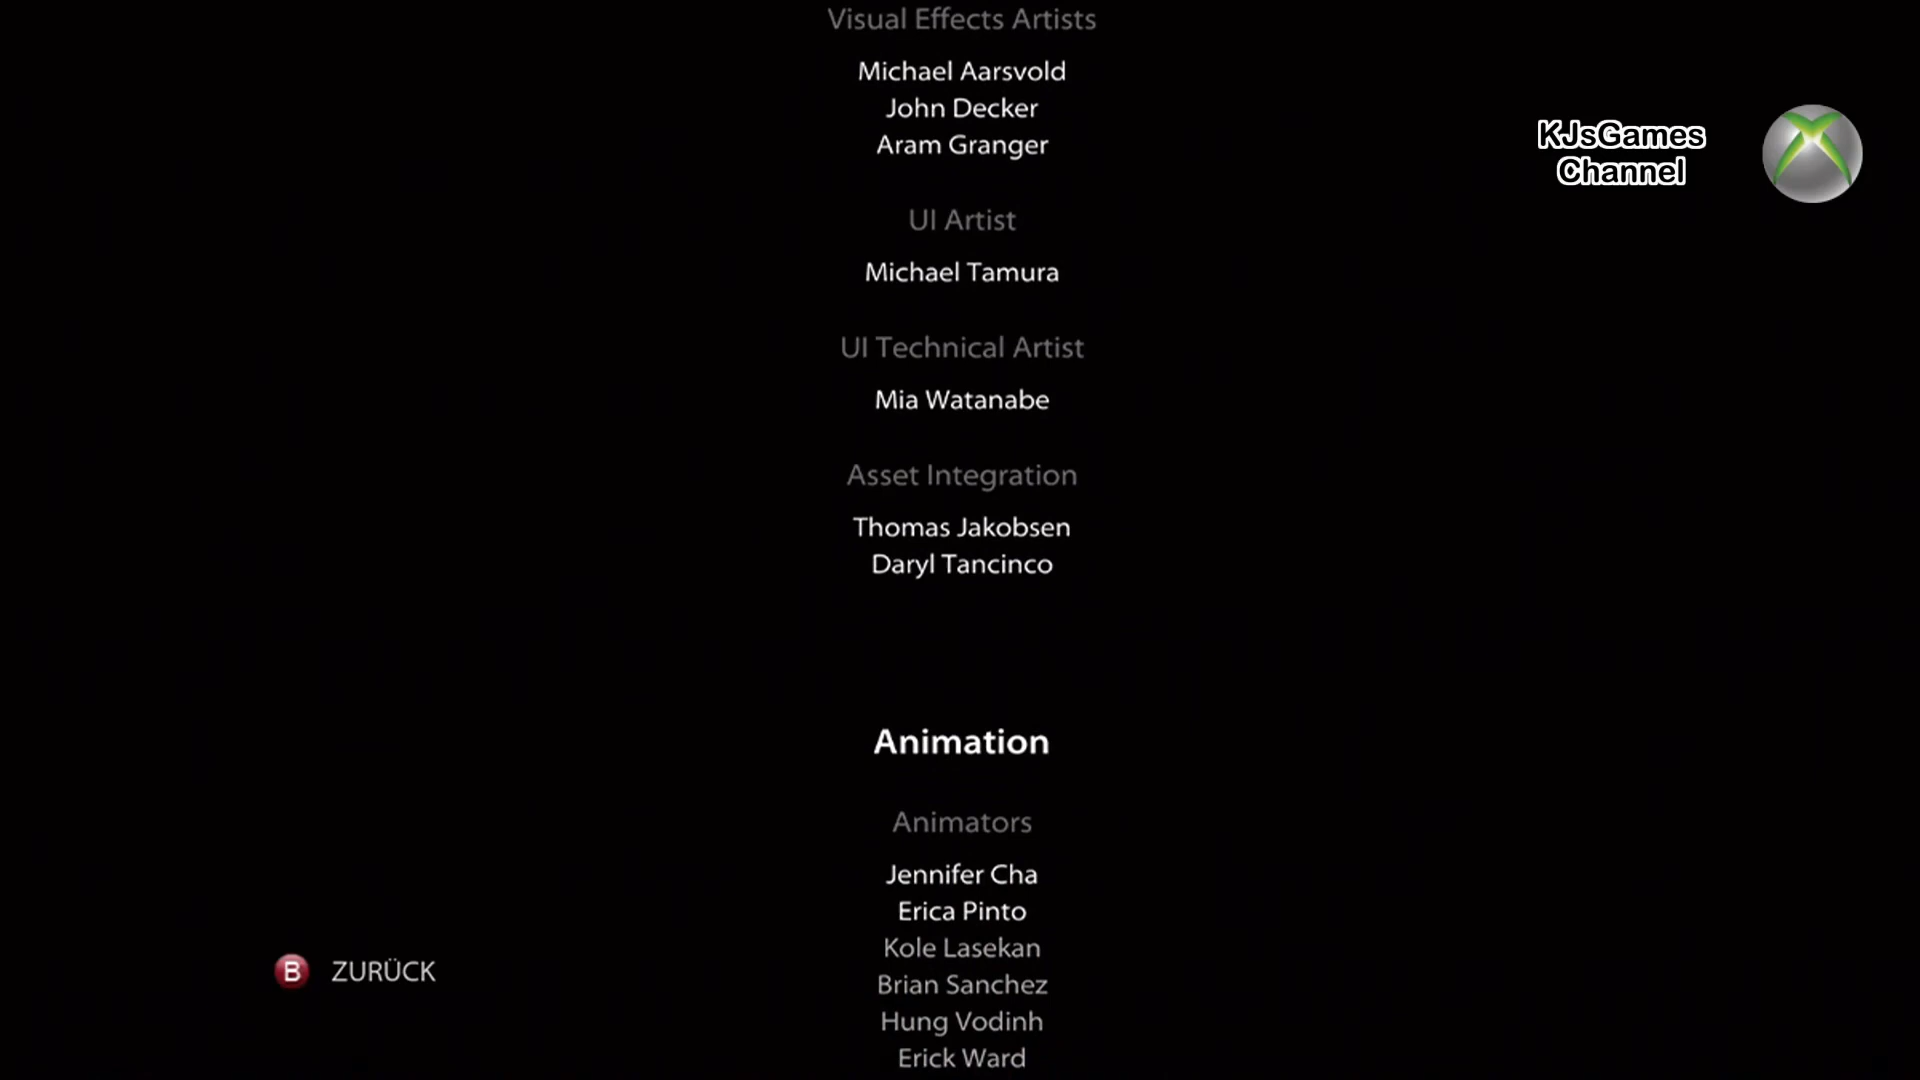 Visual Effects Artists
Michael Aarsvold
John Decker
Aram Granger
KJsGames
Channel
UI Artist
Michael Tamura
UI Technical Artist
Mia Watanabe
Asset Integration
Thomas Jakobsen
Daryl Tancinco
Animation
Animators
Jennifer Cha
Erica Pinto
Kole Lasekan
Brian Sanchez
Hung Vodinh
Erick Ward
B ZURÜCK